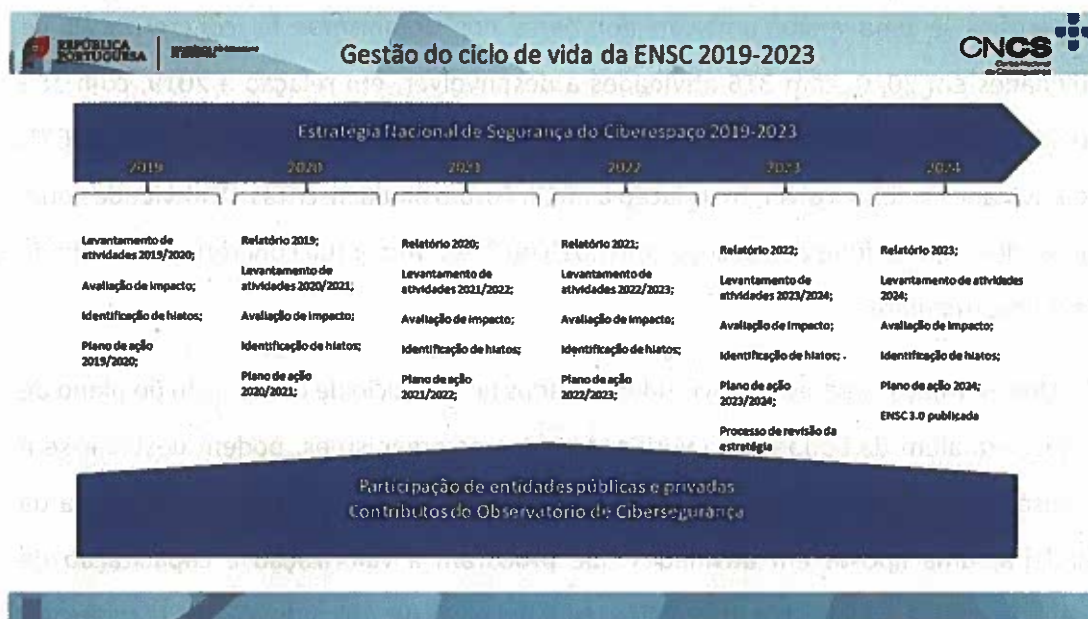 REPÚBLICA
PORTUGUESA
Gestão do ciclo de vida da ENSC 2019-2023
CNCS
Centro Nacional
de Cibersegurança
Estratégia Nacional de Segurança do Ciberespaço 2019-2023
2019
2020
2021
2022
2023
2024
Levantamento de
atividades 2019/2020;
Avaliação de impacto;
Identificação de hiatos;
Plano de ação
2019/2020;
Relatório 2019;
Levantamento de
atividades 2020/2021;
Avaliação de impacto;
Identificação de hiatos;
Plano de ação
2020/2021;
Relatório 2020;
Levantamento de
atividades 2021/2022;
Avaliação de impacto;
Identificação de hiatos;
Plano de ação
2021/2022;
Relatório 2021;
Levantamento de
atividades 2022/2023;
Avaliação de impacto;
Identificação de hiatos;
Plano de ação
2022/2023;
Relatório 2022;
Levantamento de
atividades 2023/2024;
Avaliação de impacto;
Identificação de hiatos;
Plano de ação
2023/2024;
Processo de revisão da
estratégia
Relatório 2023;
Levantamento de atividades
2024;
Avaliação de impacto;
Identificação de hiatos;
Plano de ação 2024;
ENSC 3.0 publicada
Participação de entidades públicas e privadas
Contributos do Observatório de Cibersegurança